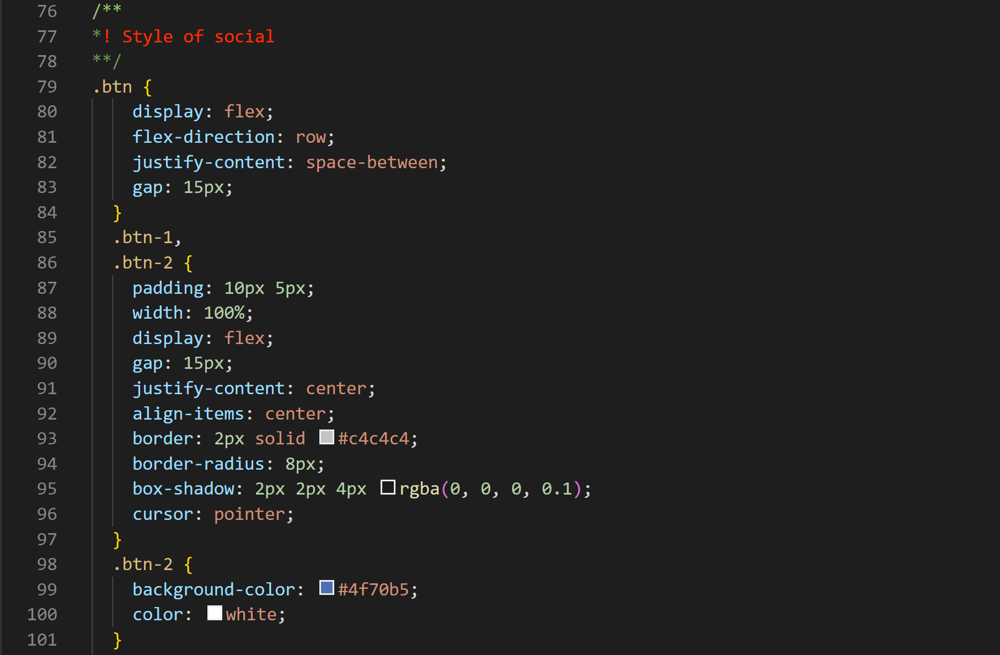 76 /**
77 *! Style of social
78 **/
79 .btn {
80 display: flex;
81 flex-direction: row;
82 justify-content: space-between;
83 gap: 15px;
84 }
85 .btn-1,
86 .btn-2 {
87 padding: 10px 5px;
88 width: 100%;
89 display: flex;
90 gap: 15px;
91 justify-content: center;
92 align-items: center;
93 border: 2px solid #c4c4c4;
94 border-radius: 8px;
95 box-shadow: 2px 2px 4px rgba(0, 0, 0, 0.1);
96 cursor: pointer;
97 }
98 .btn-2 {
99 background-color: #4f70b5;
100 color: white;
101 }